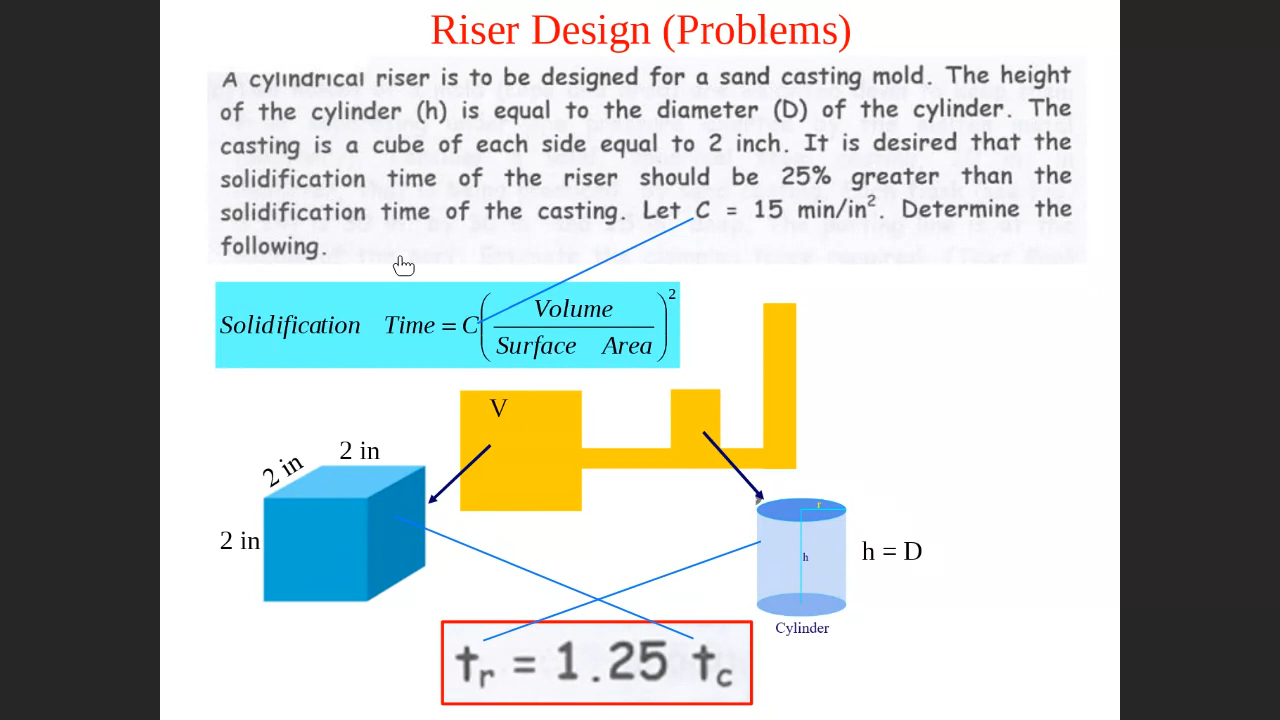 Riser Design (Problems)
A cylindrical riser is to be designed for a sand casting mold. The height
of the cylinder (h) is equal to the diameter (D) of the cylinder. The
casting is a cube of each side equal to 2 inch. It is desired that the
solidification time of the riser should be 25% greater than the
solidification time of the casting. Let C = 15 min/in². Determine the
following.
Solidification Time = C(Volume / Surface Area)²
V
2 in
2 in
2 in
r
h
h = D
Cylinder
tr = 1.25 tc